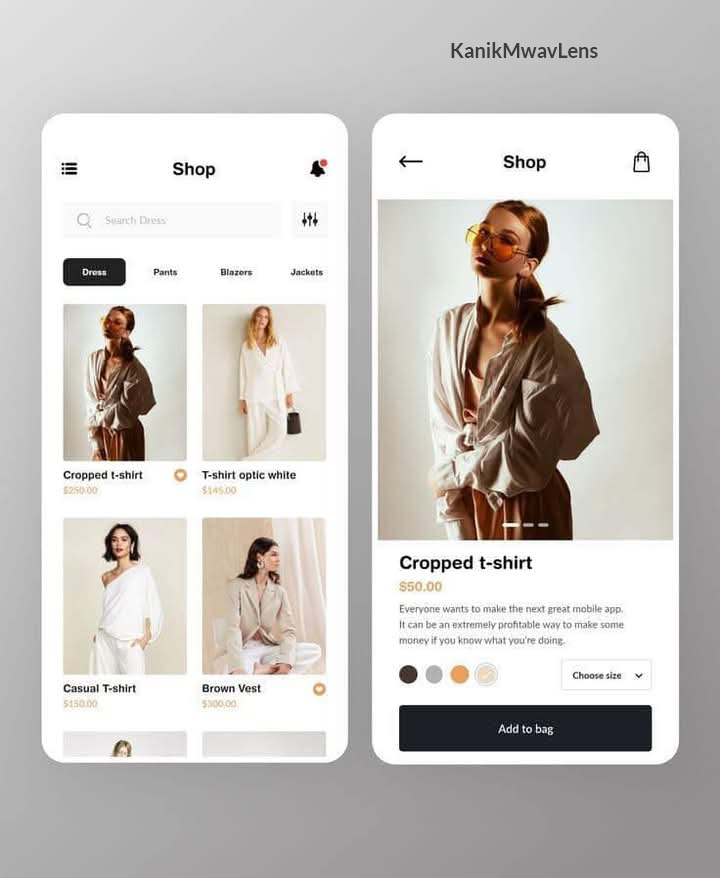 KanikMwavLens
Shop
Search Dress
Dress Pants Blazers Jackets
Cropped t-shirt
$250.00
T-shirt optic white
$145.00
Casual T-shirt
$150.00
Brown Vest
$300.00
Shop
Cropped t-shirt
$50.00
Everyone wants to make the next great mobile app.
It can be an extremely profitable way to make some
money if you know what you're doing.
Choose size
Add to bag